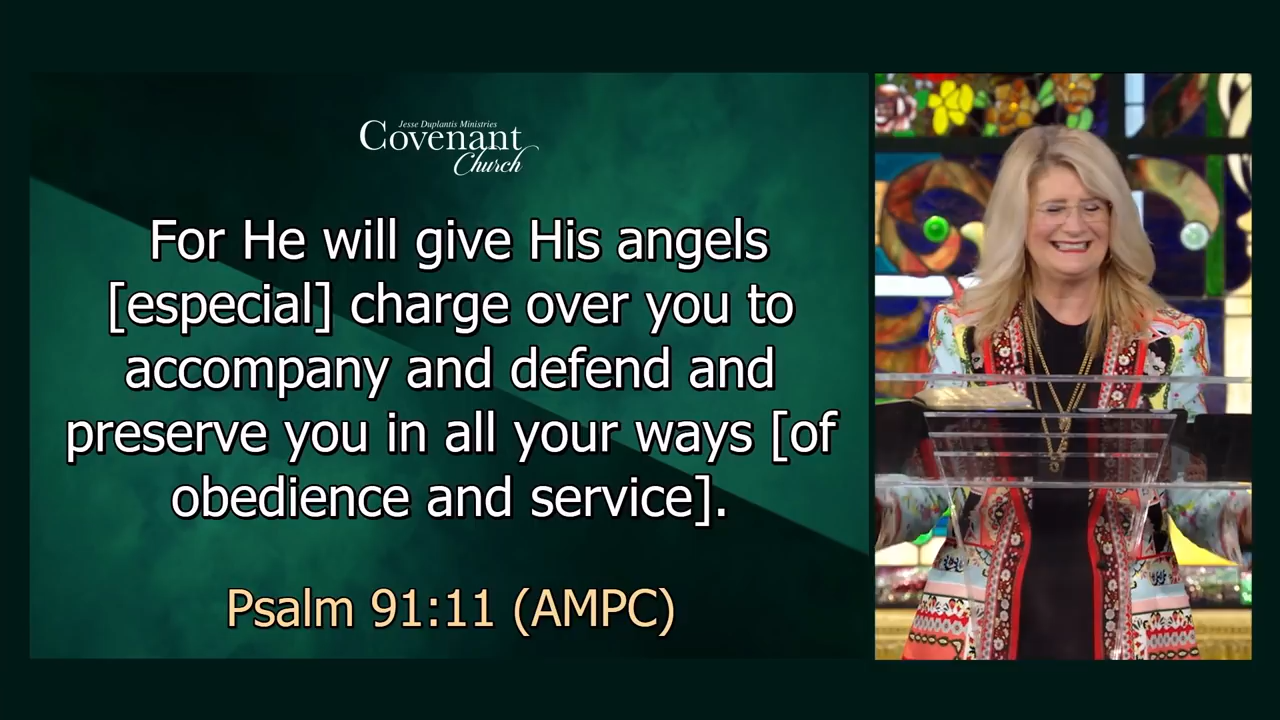 Jesse Duplantis Ministries
Covenant
Church
For He will give His angels
[especial] charge over you to
accompany and defend and
preserve you in all your ways [of
obedience and service].
Psalm 91:11 (AMPC)